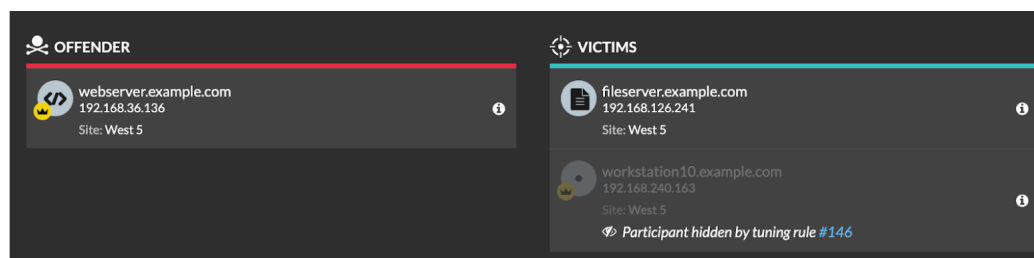 OFFENDER
webserver.example.com
192.168.36.136
Site: West 5
VICTIMS
fileserver.example.com
192.168.126.241
Site: West 5
workstation10.example.com
192.168.240.163
Site: West 5
Participant hidden by tuning rule #146